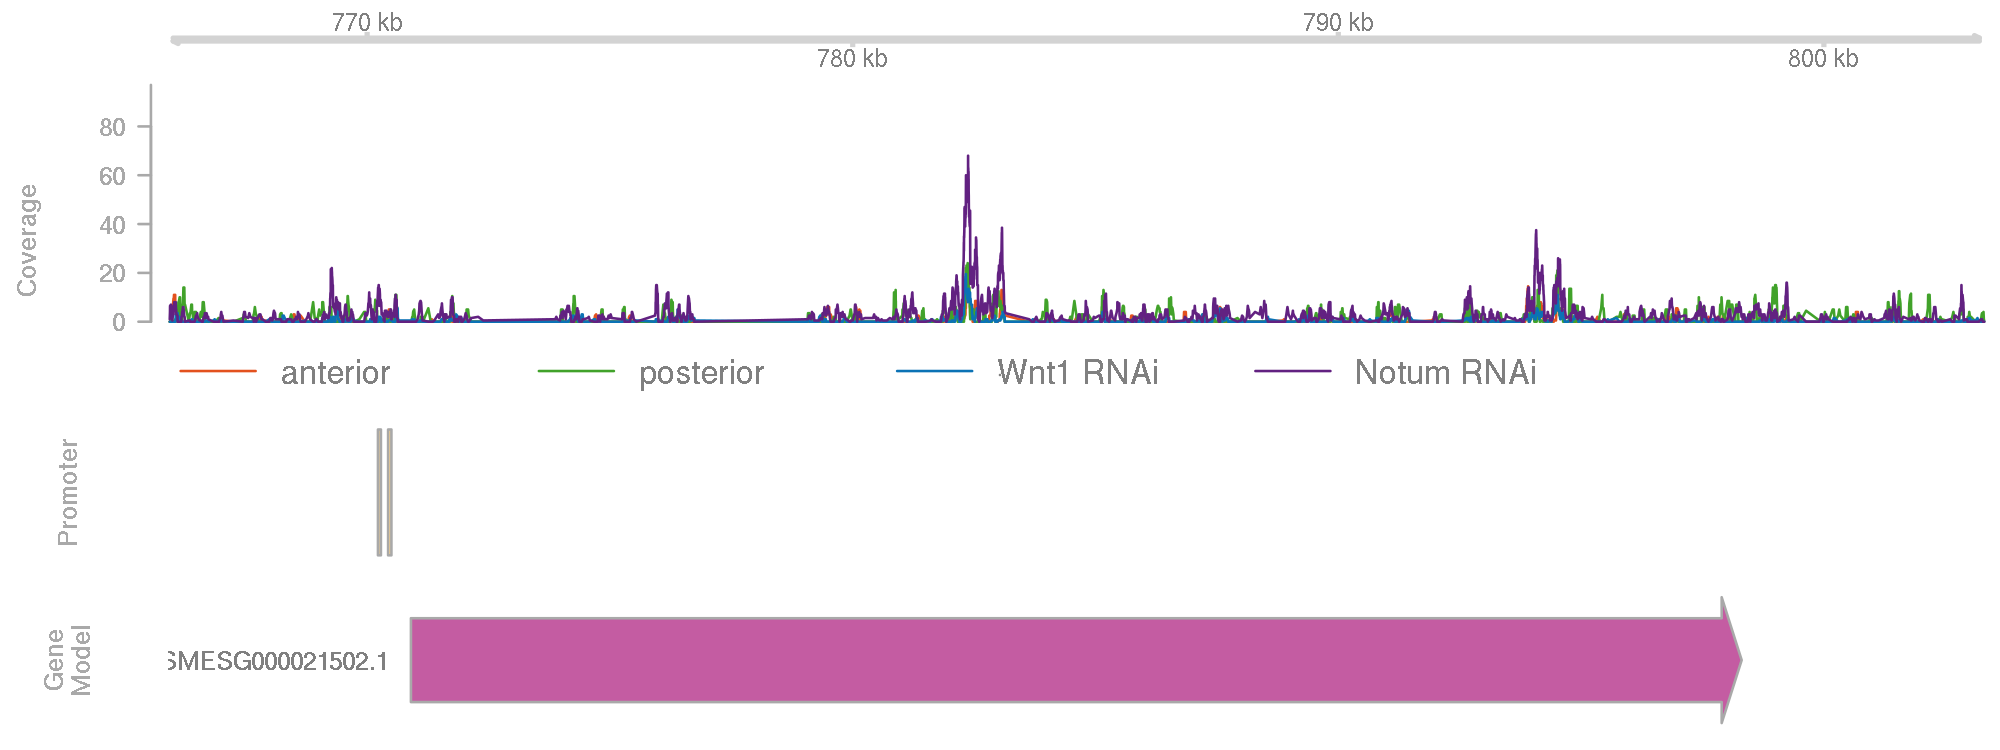 770 kb
790 kb
780 kb
800 kb
Coverage
80
60
40
20
0
anterior
posterior
Wnt1 RNAi
Notum RNAi
Promoter
Gene
Model
SMESG000021502.1